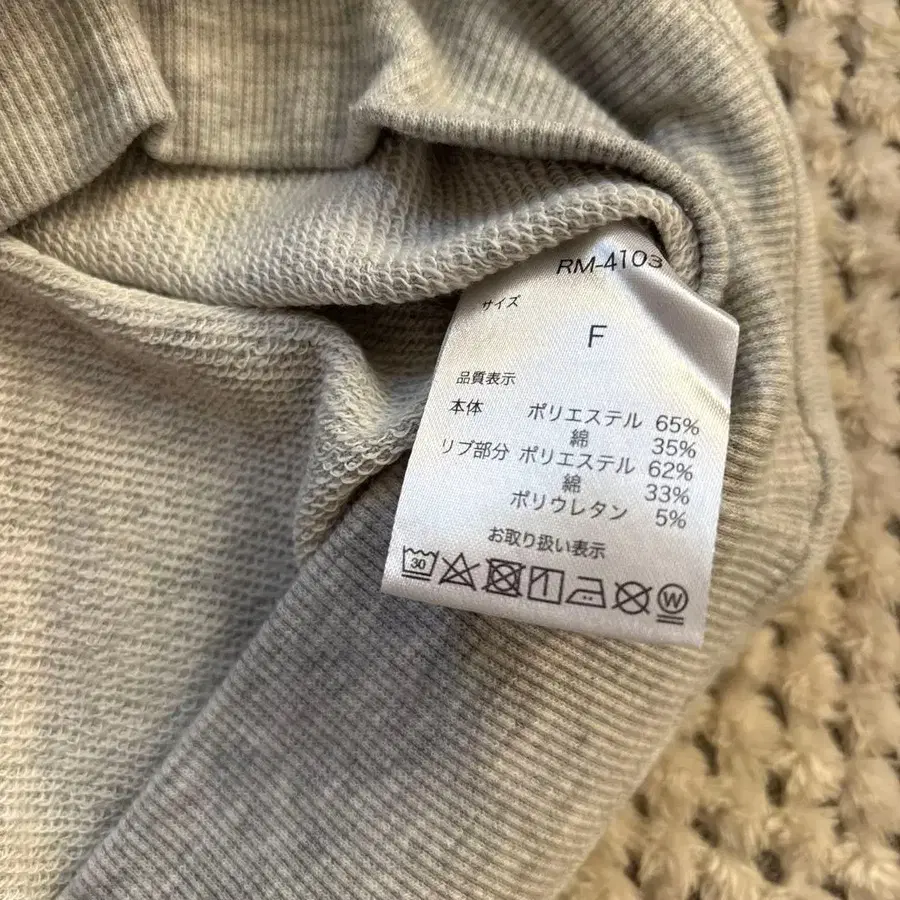 RM-4103
サイズ
F
品質表示
本体 ポリエステル 65%
綿 35%
リブ部分 ポリエステル 62%
綿 33%
ポリウレタン 5%
お取り扱い表示
30 W